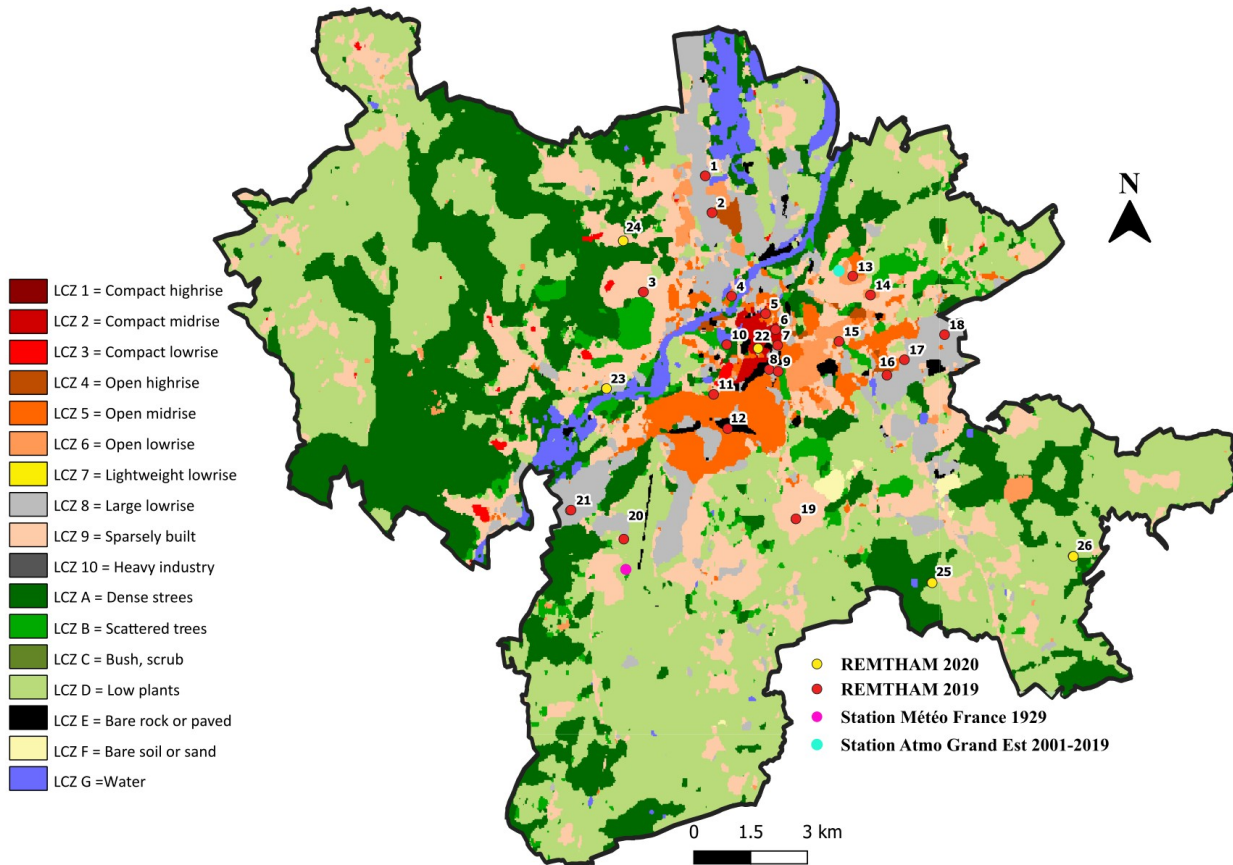 N
1
2
24
3
13
14
4
5
6
7
10
22
15
18
17
16
8
9
23
11
12
21
19
20
26
25
LCZ 1 = Compact highrise
LCZ 2 = Compact midrise
LCZ 3 = Compact lowrise
LCZ 4 = Open highrise
LCZ 5 = Open midrise
LCZ 6 = Open lowrise
LCZ 7 = Lightweight lowrise
LCZ 8 = Large lowrise
LCZ 9 = Sparsely built
LCZ 10 = Heavy industry
LCZ A = Dense strees
LCZ B = Scattered trees
LCZ C = Bush, scrub
LCZ D = Low plants
LCZ E = Bare rock or paved
LCZ F = Bare soil or sand
LCZ G =Water
REMTHAM 2020
REMTHAM 2019
Station Météo France 1929
Station Atmo Grand Est 2001-2019
0 1.5 3 km